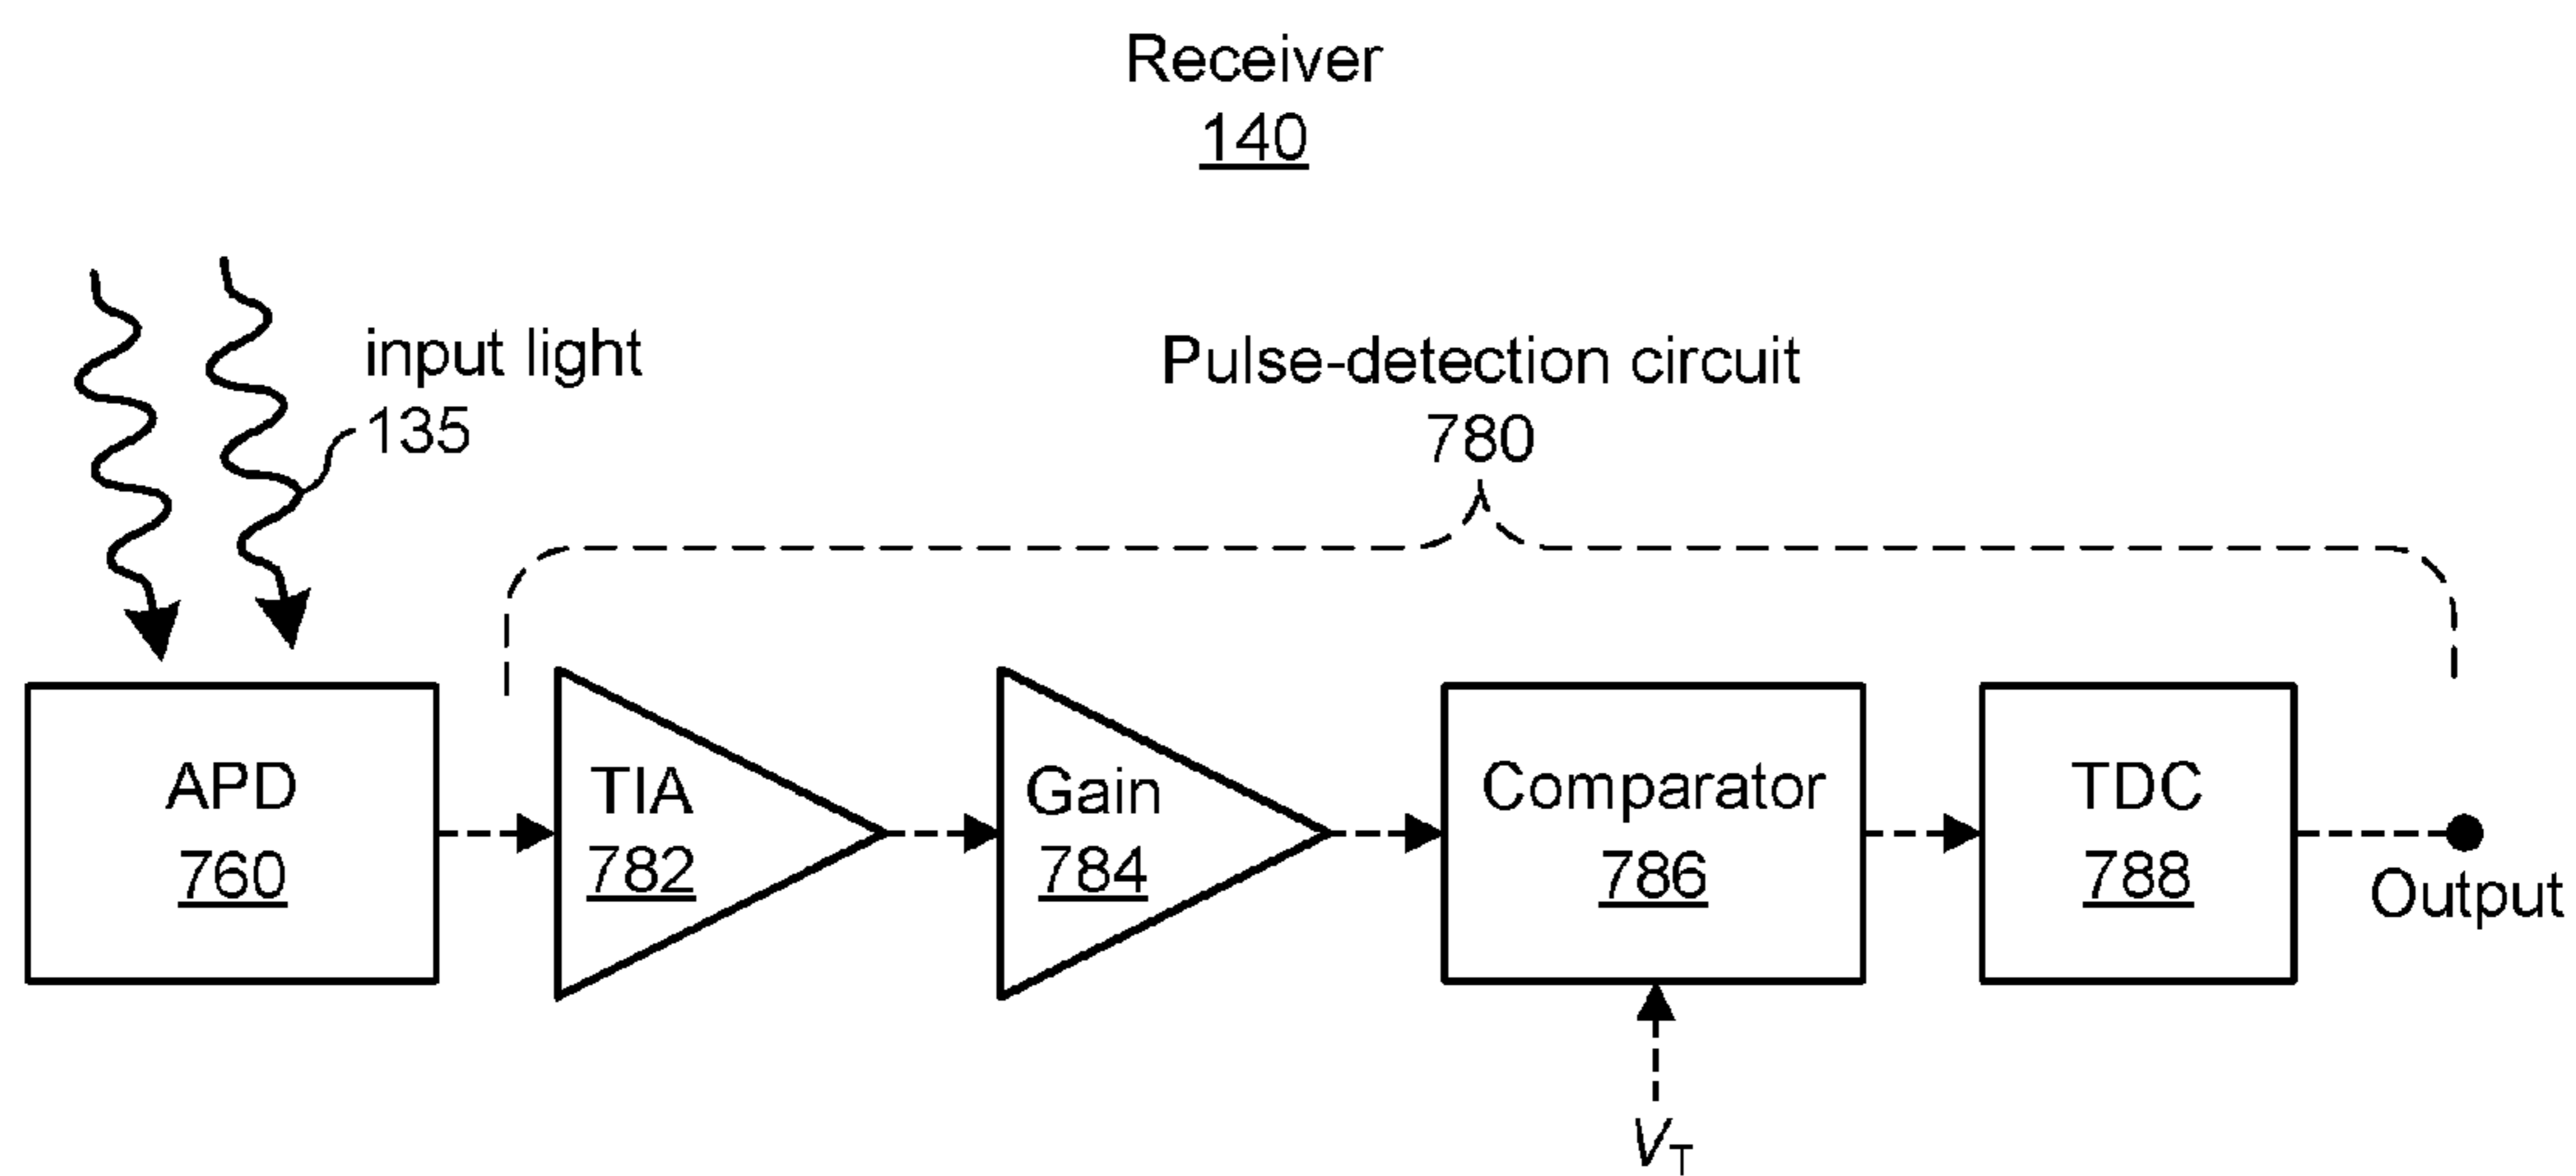 Receiver
140
input light
135
Pulse-detection circuit
780
APD
760
TIA
782
Gain
784
Comparator
786
TDC
788
Output
VT